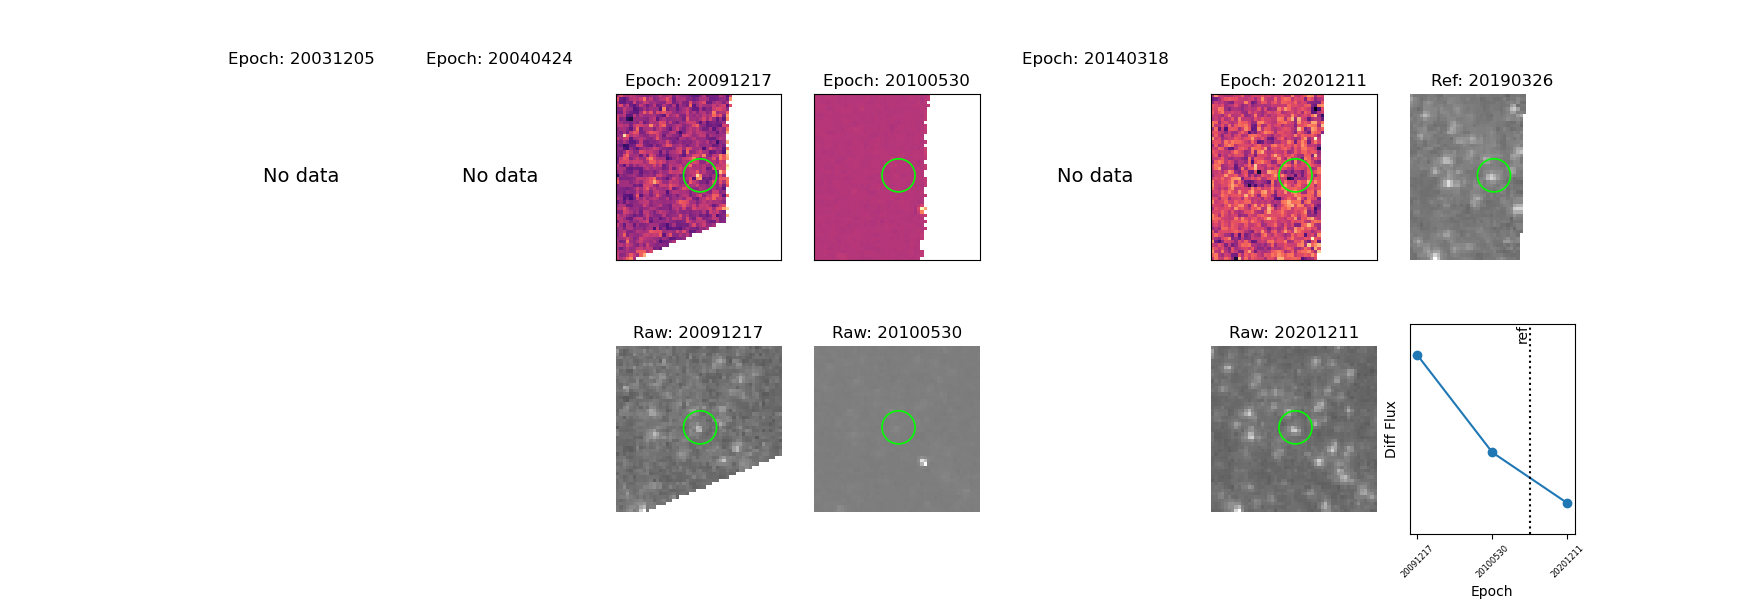 Epoch: 20031205
Epoch: 20040424
Epoch: 20140318
Epoch: 20091217
Epoch: 20100530
Epoch: 20201211
Ref: 20190326
No data
No data
No data
Raw: 20091217
Raw: 20100530
Raw: 20201211
ref
Diff Flux
20091217
20100530
20201211
Epoch